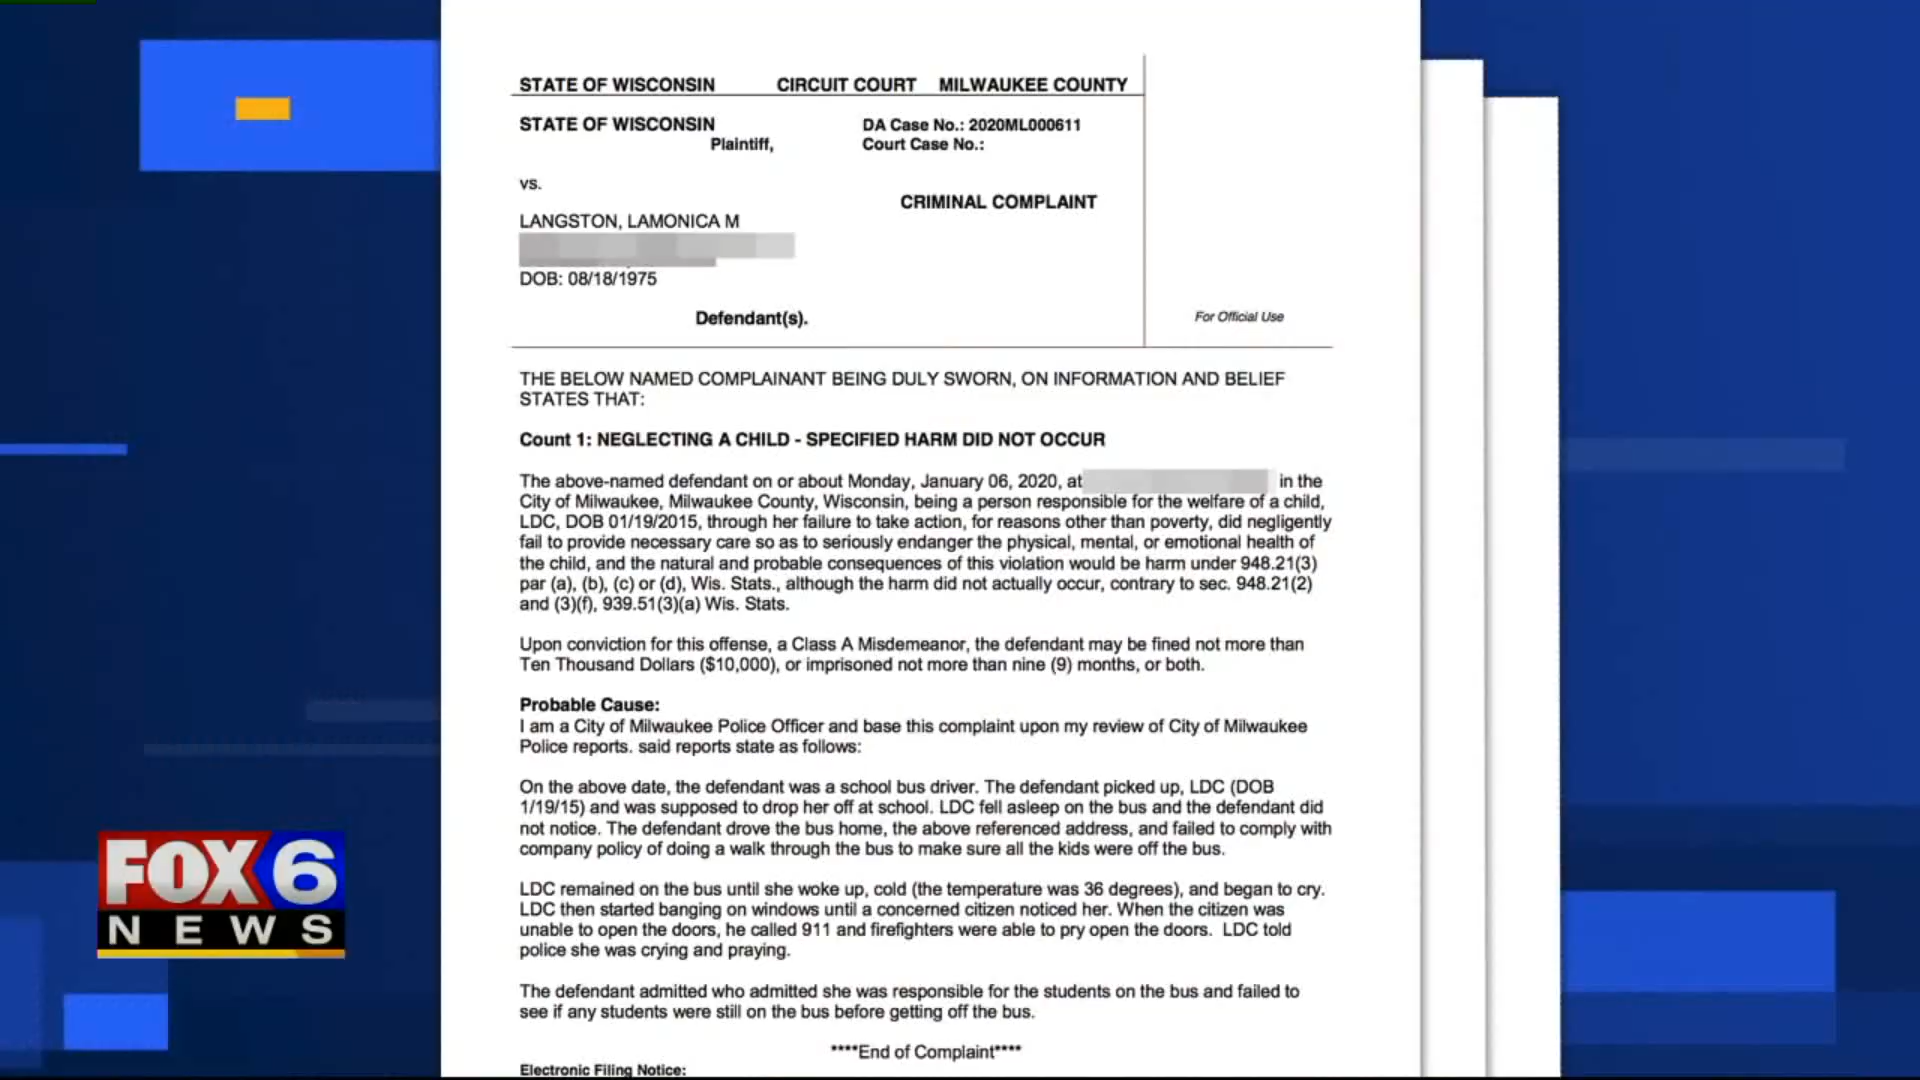 STATE OF WISCONSIN CIRCUIT COURT MILWAUKEE COUNTY
STATE OF WISCONSIN
Plaintiff,
DA Case No.: 2020ML000611
Court Case No.:
vs.
CRIMINAL COMPLAINT
LANGSTON, LAMONICA M
DOB: 08/18/1975
Defendant(s).
For Official Use
THE BELOW NAMED COMPLAINANT BEING DULY SWORN, ON INFORMATION AND BELIEF
STATES THAT:
Count 1: NEGLECTING A CHILD - SPECIFIED HARM DID NOT OCCUR
The above-named defendant on or about Monday, January 06, 2020, at in the
City of Milwaukee, Milwaukee County, Wisconsin, being a person responsible for the welfare of a child,
LDC, DOB 01/19/2015, through her failure to take action, for reasons other than poverty, did negligently
fail to provide necessary care so as to seriously endanger the physical, mental, or emotional health of
the child, and the natural and probable consequences of this violation would be harm under 948.21(3)
par (a), (b), (c) or (d), Wis. Stats., although the harm did not actually occur, contrary to sec. 948.21(2)
and (3)(f), 939.51(3)(a) Wis. Stats.
Upon conviction for this offense, a Class A Misdemeanor, the defendant may be fined not more than
Ten Thousand Dollars ($10,000), or imprisoned not more than nine (9) months, or both.
Probable Cause:
I am a City of Milwaukee Police Officer and base this complaint upon my review of City of Milwaukee
Police reports. said reports state as follows:
On the above date, the defendant was a school bus driver. The defendant picked up, LDC (DOB
1/19/15) and was supposed to drop her off at school. LDC fell asleep on the bus and the defendant did
not notice. The defendant drove the bus home, the above referenced address, and failed to comply with
company policy of doing a walk through the bus to make sure all the kids were off the bus.
LDC remained on the bus until she woke up, cold (the temperature was 36 degrees), and began to cry.
LDC then started banging on windows until a concerned citizen noticed her. When the citizen was
unable to open the doors, he called 911 and firefighters were able to pry open the doors. LDC told
police she was crying and praying.
The defendant admitted who admitted she was responsible for the students on the bus and failed to
see if any students were still on the bus before getting off the bus.
****End of Complaint****
Electronic Filing Notice:
FOX 6
NEWS